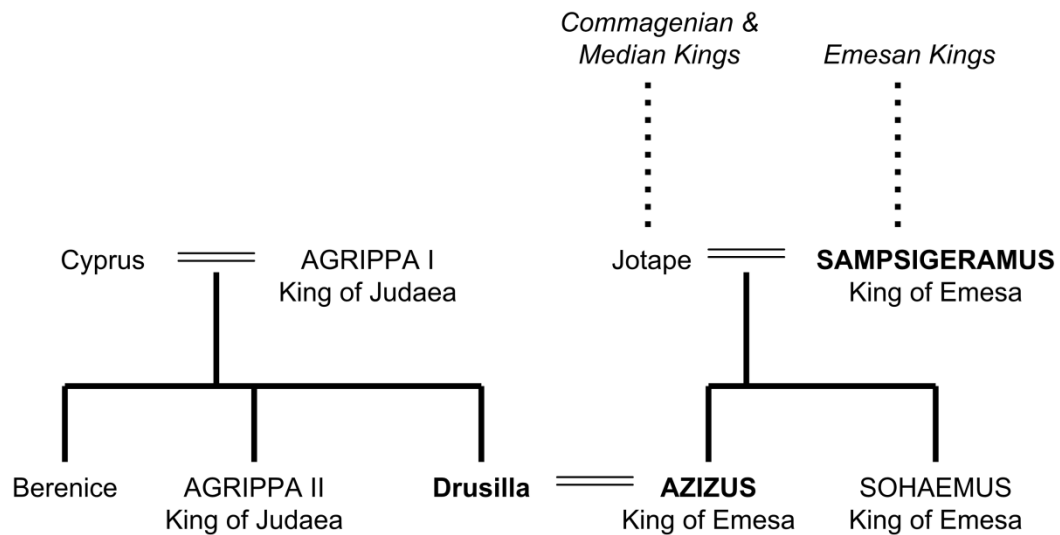 Commagenian &
Median Kings
Emesan Kings
Cyprus
AGRIPPA I
King of Judaea
Jotape
SAMPSIGERAMUS
King of Emesa
Berenice
AGRIPPA II
King of Judaea
Drusilla
AZIZUS
King of Emesa
SOHAEMUS
King of Emesa